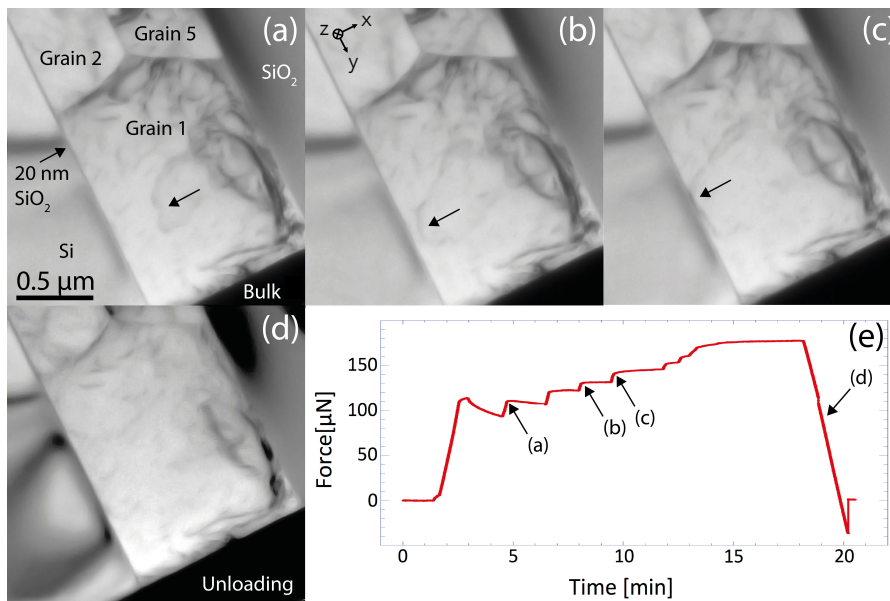 Grain 2
Grain 5
(a)
SiO2
Grain 1
20 nm
SiO2
Si
0.5 μm
Bulk
z
x
y
(b)
(c)
(d)
Unloading
(e)
Force[μN]
150
100
50
0
(a)
(b)
(c)
(d)
0
5
10
15
20
Time [min]